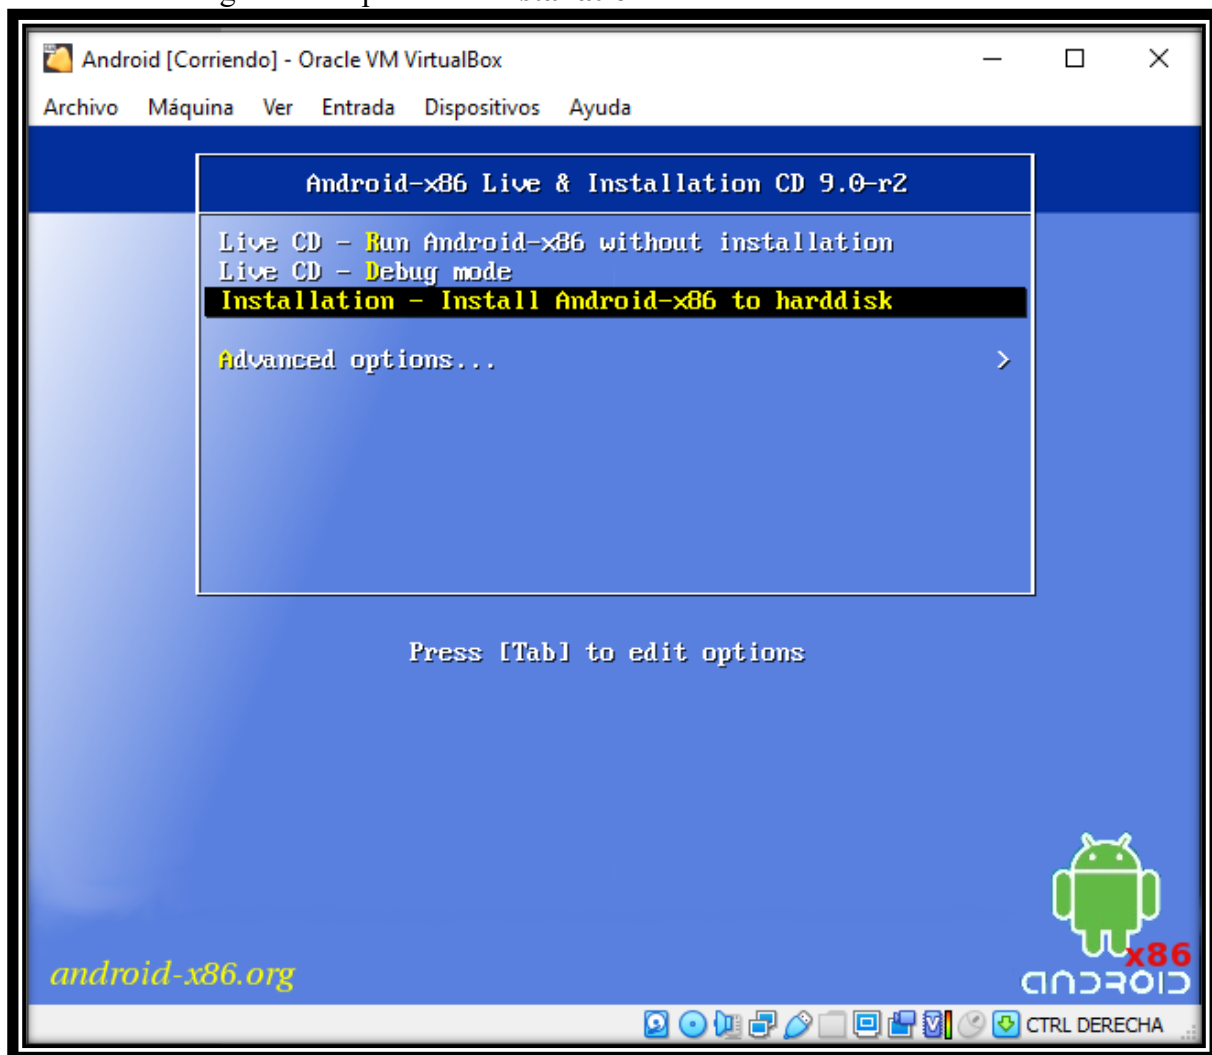 Android [Corriendo] - Oracle VM VirtualBox
Archivo Máquina Ver Entrada Dispositivos Ayuda
Android-x86 Live & Installation CD 9.0-r2
Live CD - Run Android-x86 without installation
Live CD - Debug mode
Installation - Install Android-x86 to harddisk
Advanced options... >
Press [Tab] to edit options
android-x86.org
x86
ANDROID
CTRL DERECHA